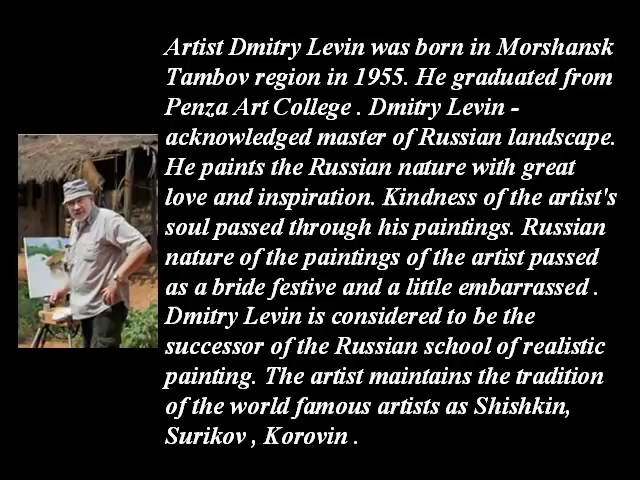 Artist Dmitry Levin was born in Morshansk
Tambov region in 1955. He graduated from
Penza Art College . Dmitry Levin -
acknowledged master of Russian landscape.
He paints the Russian nature with great
love and inspiration. Kindness of the artist's
soul passed through his paintings. Russian
nature of the paintings of the artist passed
as a bride festive and a little embarrassed .
Dmitry Levin is considered to be the
successor of the Russian school of realistic
painting. The artist maintains the tradition
of the world famous artists as Shishkin,
Surikov , Korovin .